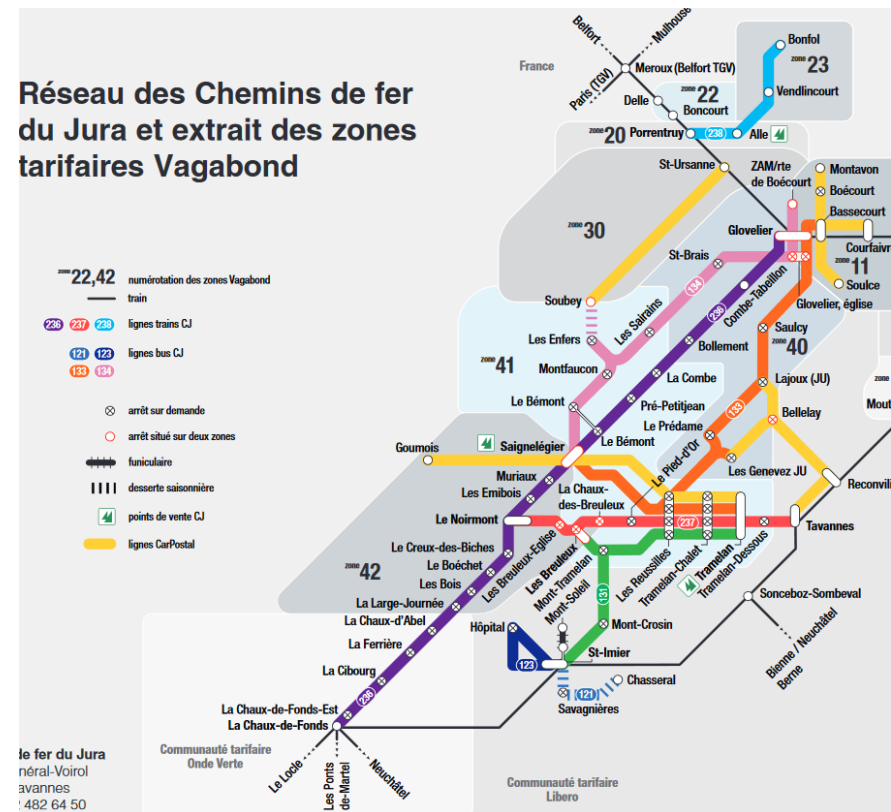 Réseau des Chemins de fer
du Jura et extrait des zones
tarifaires Vagabond
zone 22,42 numérotation des zones Vagabond
train
236 237 238 lignes trains CJ
121 123 lignes bus CJ
133 134
arrêt sur demande
arrêt situé sur deux zones
funiculaire
desserte saisonnière
points de vente CJ
lignes CarPostal
Belfort
Mulhouse
France
Meroux (Belfort TGV)
Paris (TGV)
Delle
zone 22
Boncourt
Bonfol
zone 23
Vendlincourt
zone 20
Porrentruy
238
Alle
St-Ursanne
ZAM/rte
de Boécourt
Montavon
Boécourt
Bassecourt
Glovelier
Courfaivr
zone 11
Soulce
Glovelier, église
zone 30
St-Brais
134
Combe-Tabeillon
236
Soubey
Les Sairains
Les Enfers
zone 41
Montfaucon
Bollement
Saulcy
zone 40
La Combe
Lajoux (JU)
zone
Mout
Le Bémont
Pré-Petitjean
133
Bellelay
Le Prédame
Le Bémont
Goumois
Saignelégier
Le Pied-d'Or
Les Genevez JU
Muriaux
Reconvili
La Chaux-
des-Breuleux
Les Emibois
Le Noirmont
237
Tavannes
Le Creux-des-Biches
Les Breuleux-Eglise
Les Breuleux
Mont-Tramelan
Mont-Soleil
Les Reussilles
Tramelan-Chalet
Tramelan
Tramelan-Dessous
zone 42
Le Boéchet
Les Bois
131
La Large-Journée
Sonceboz-Sombeval
La Chaux-d'Abel
Hôpital
Mont-Crosin
La Ferrière
St-Imier
Bienne / Neuchâtel
Berne
123
La Cibourg
121
Chasseral
236
Savagnières
La Chaux-de-Fonds-Est
La Chaux-de-Fonds
Communauté tarifaire
Onde Verte
Le Locle
Les Ponts
de-Martel
Neuchâtel
Communauté tarifaire
Libero
de fer du Jura
néral-Voirol
avannes
482 64 50